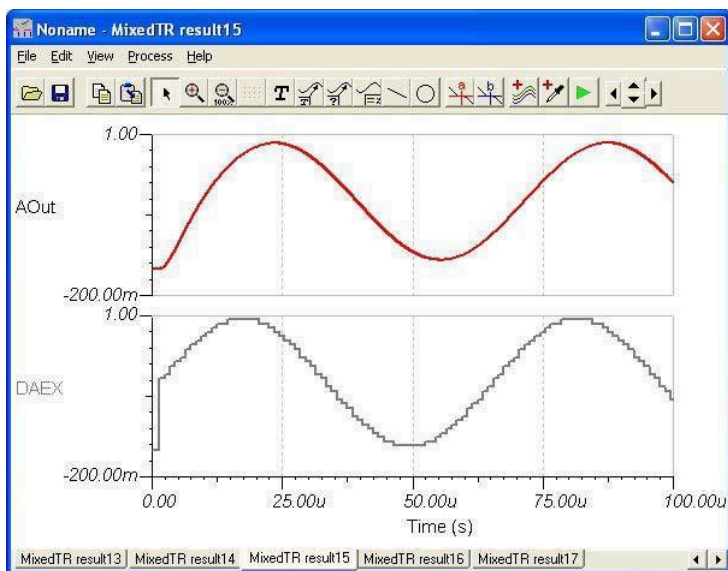 Noname - MixedTR result15
File Edit View Process Help
100%
T
1.00
AOut
-200.00m
1.00
DAEX
-200.00m
0.00 25.00u 50.00u 75.00u 100.00u
Time (s)
MixedTR result13 MixedTR result14 MixedTR result15 MixedTR result16 MixedTR result17